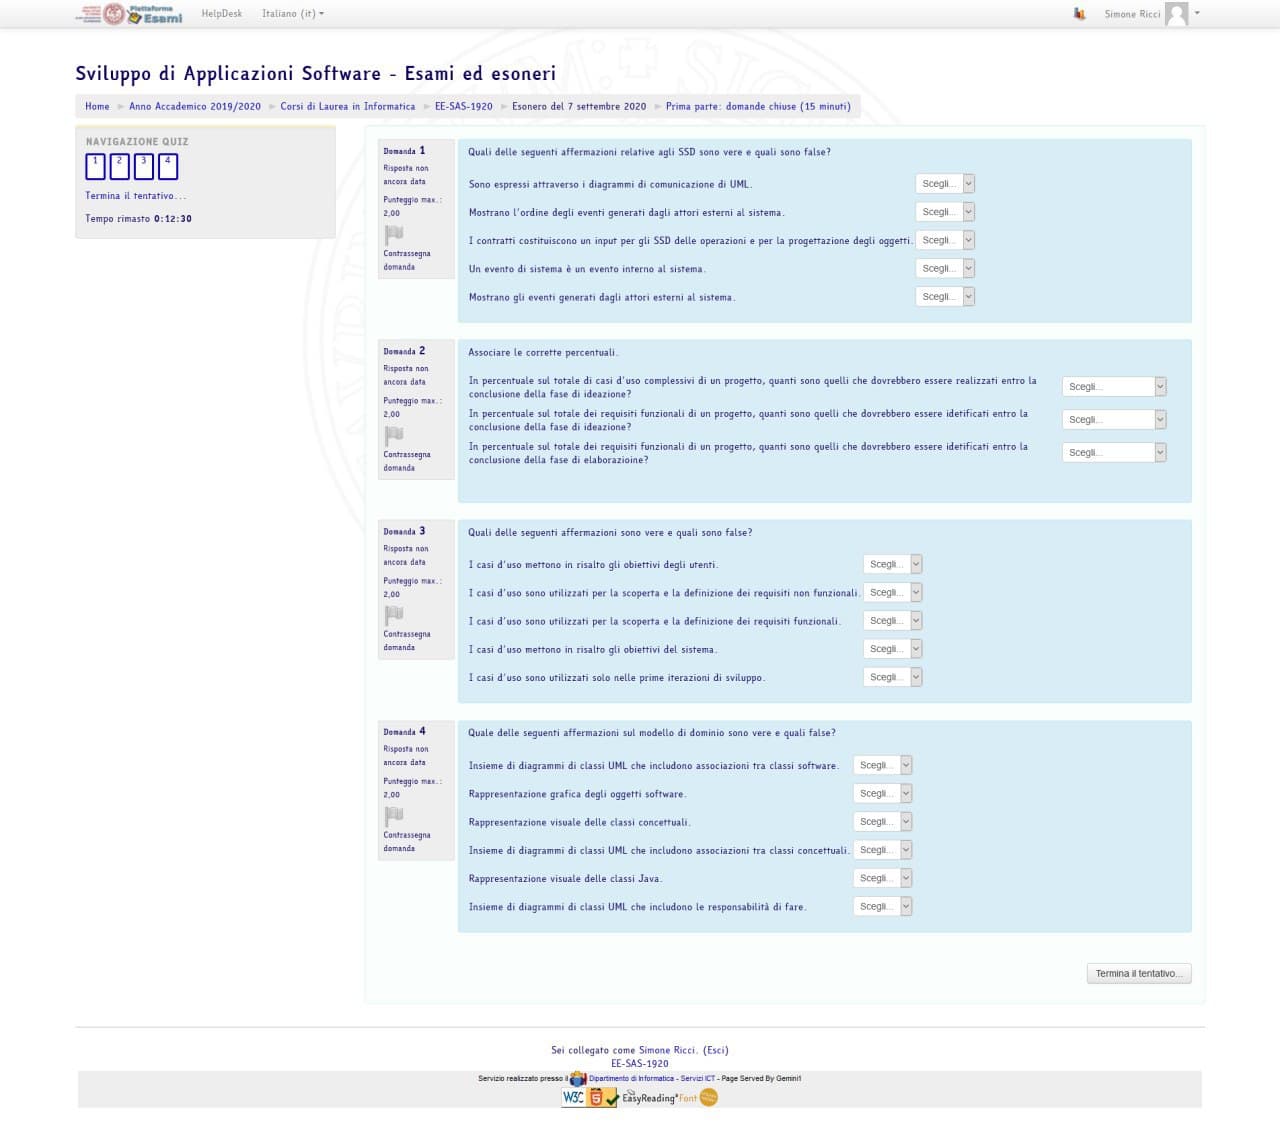 Piattaforma
Esami
HelpDesk
Italiano (it)
Simone Ricci
Sviluppo di Applicazioni Software - Esami ed esoneri
Home ► Anno Accademico 2019/2020 ► Corsi di Laurea in Informatica ► EE-SAS-1920 ► Esonero del 7 settembre 2020 ► Prima parte: domande chiuse (15 minuti)
NAVIGAZIONE QUIZ
1 2 3 4
Termina il tentativo...
Tempo rimasto 0:12:30
Domanda 1
Risposta non
ancora data
Punteggio max.:
2,00
Contrassegna
domanda
Quali delle seguenti affermazioni relative agli SSD sono vere e quali sono false?
Sono espressi attraverso i diagrammi di comunicazione di UML. Scegli...
Mostrano l'ordine degli eventi generati dagli attori esterni al sistema. Scegli...
I contratti costituiscono un input per gli SSD delle operazioni e per la progettazione degli oggetti. Scegli...
Un evento di sistema è un evento interno al sistema. Scegli...
Mostrano gli eventi generati dagli attori esterni al sistema. Scegli...
Domanda 2
Risposta non
ancora data
Punteggio max.:
2,00
Contrassegna
domanda
Associare le corrette percentuali.
In percentuale sul totale di casi d'uso complessivi di un progetto, quanti sono quelli che dovrebbero essere realizzati entro la
conclusione della fase di ideazione? Scegli...
In percentuale sul totale dei requisiti funzionali di un progetto, quanti sono quelli che dovrebbero essere idetificati entro la
conclusione della fase di ideazione? Scegli...
In percentuale sul totale dei requisiti funzionali di un progetto, quanti sono quelli che dovrebbero essere idetificati entro la
conclusione della fase di elaborazioine? Scegli...
Domanda 3
Risposta non
ancora data
Punteggio max.:
2,00
Contrassegna
domanda
Quali delle seguenti affermazioni sono vere e quali sono false?
I casi d'uso mettono in risalto gli obiettivi degli utenti. Scegli...
I casi d'uso sono utilizzati per la scoperta e la definizione dei requisiti non funzionali. Scegli...
I casi d'uso sono utilizzati per la scoperta e la definizione dei requisiti funzionali. Scegli...
I casi d'uso mettono in risalto gli obiettivi del sistema. Scegli...
I casi d'uso sono utilizzati solo nelle prime iterazioni di sviluppo. Scegli...
Domanda 4
Risposta non
ancora data
Punteggio max.:
2,00
Contrassegna
domanda
Quale delle seguenti affermazioni sul modello di dominio sono vere e quali false?
Insieme di diagrammi di classi UML che includono associazioni tra classi software. Scegli...
Rappresentazione grafica degli oggetti software. Scegli...
Rappresentazione visuale delle classi concettuali. Scegli...
Insieme di diagrammi di classi UML che includono associazioni tra classi concettuali. Scegli...
Rappresentazione visuale delle classi Java. Scegli...
Insieme di diagrammi di classi UML che includono le responsabilità di fare. Scegli...
Termina il tentativo...
Sei collegato come Simone Ricci. (Esci)
EE-SAS-1920
Servizio realizzato presso il Dipartimento di Informatica - Servizi ICT - Page Served By Gemini1
W3C HTML 5 EasyReading® Font